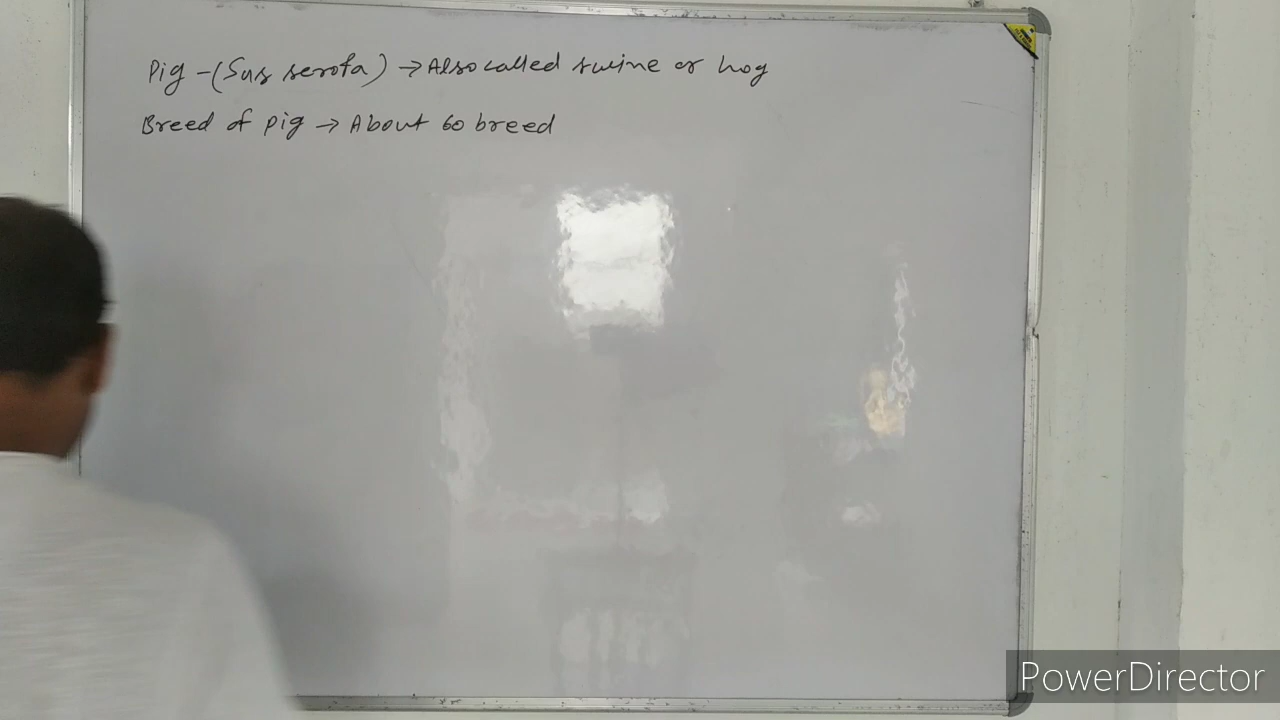 Pig - (Sus serofa) → Also called swine or hog
Breed of pig → About 60 breed
PowerDirector